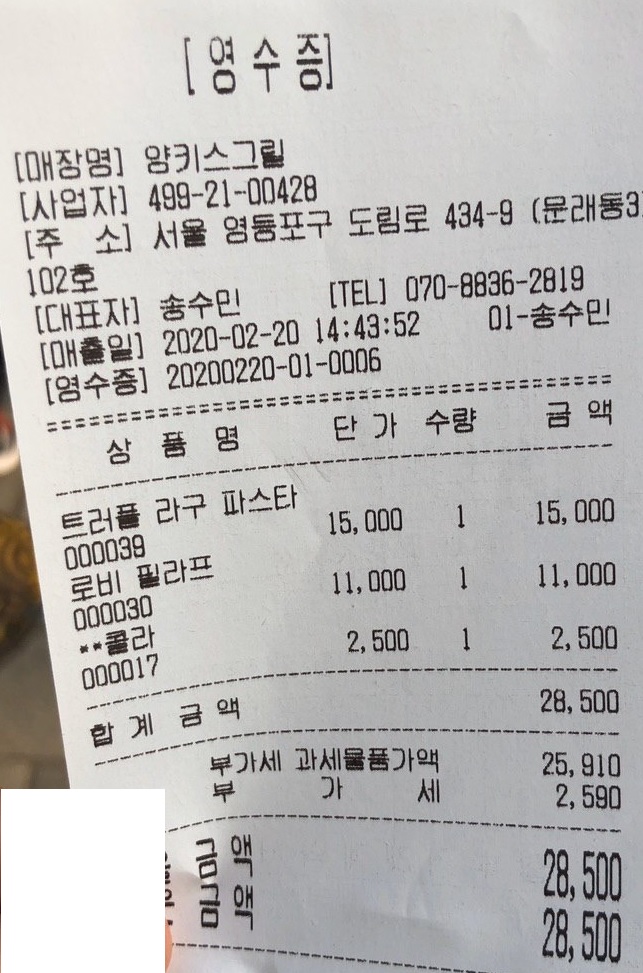 [영수증]
[매장명] 양키스그릴
[사업자] 499-21-00428
[주 소] 서울 영등포구 도림로 434-9 (문래동3
102호
[대표자] 송수민 [TEL] 070-8836-2819
[매출일] 2020-02-20 14:43:52 01-송수민
[영수증] 20200220-01-0006
상 품 명 단 가 수량 금 액
트러플 라구 파스타 15,000 1 15,000
000039
로비 필라프 11,000 1 11,000
000030
**콜라 2,500 1 2,500
000017
합 계 금 액 28,500
부가세 과세물품가액 25,910
부 가 세 2,590
금액 28,500
금액 28,500